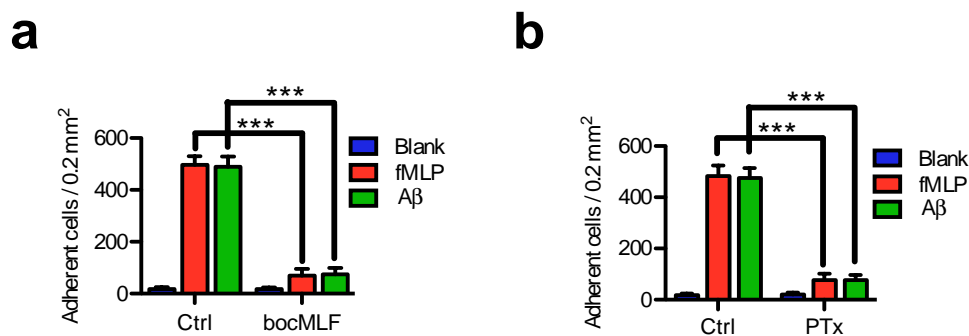 a
***
***
Adherent cells / 0.2 mm²
600
400
200
0
Ctrl
bocMLF
Blank
fMLP
Aβ
b
***
***
Adherent cells / 0.2 mm²
600
400
200
0
Ctrl
PTx
Blank
fMLP
Aβ